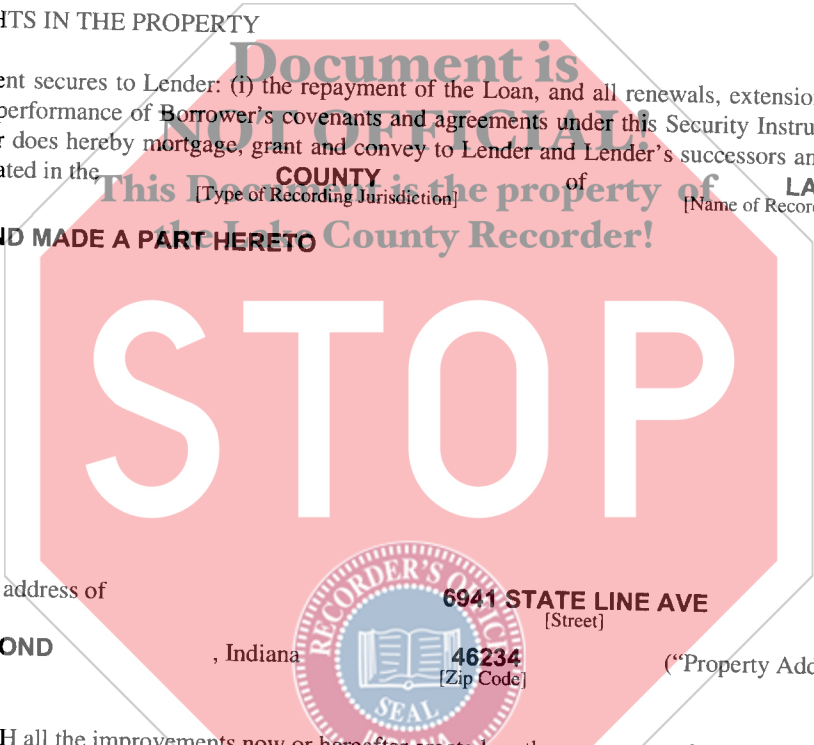 HTS IN THE PROPERTY
Document is
ent secures to Lender: (i) the repayment of the Loan, and all renewals, extensio
NOT OFFICIAL!
performance of Borrower's covenants and agreements under this Security Instru
r does hereby mortgage, grant and convey to Lender and Lender's successors an
ated in the COUNTY of LA
This Document is the property of
[Type of Recording Jurisdiction] [Name of Recor
the Lake County Recorder!
ND MADE A PART HERETO
STOP
address of 6941 STATE LINE AVE
[Street]
OND , Indiana 46234 ("Property Add
[Zip Code]
RECORDER'S OFFIC
SEAL
H all the improvements now or hereafter